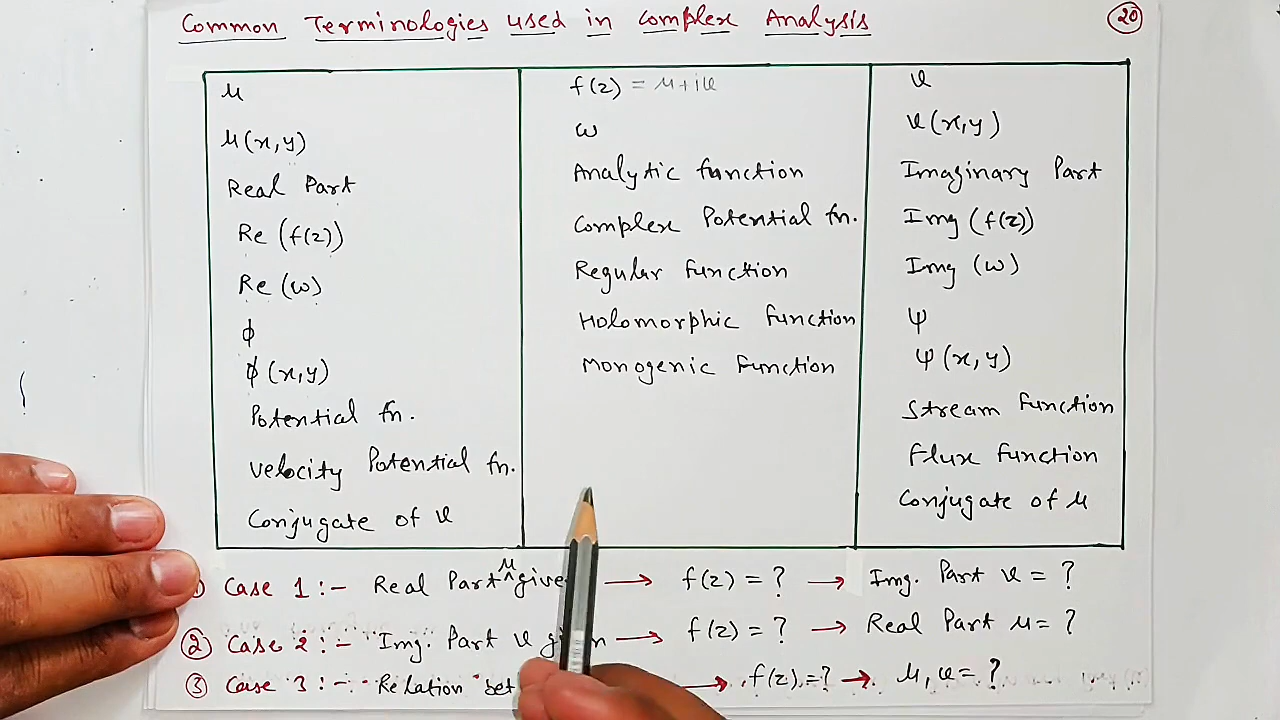 Common Terminologies used in Complex Analysis
20
u
u(x,y)
Real Part
Re (f(z))
Re (ω)
ϕ
ϕ(x,y)
Potential fn.
Velocity Potential fn.
Conjugate of v
f(z) = u+iv
ω
Analytic function
Complex Potential fn.
Regular function
Holomorphic function
Monogenic function
v
v(x,y)
Imaginary Part
Img (f(z))
Img (ω)
ψ
ψ(x,y)
Stream function
Flux function
Conjugate of u
Case 1 :- Real Part u → f(z) = ? → Img. Part v = ?
② Case 2 :- Img. Part v → f(z) = ? → Real Part u = ?
③ Case 3 :- Relation → f(z) = ? → u, v = ?